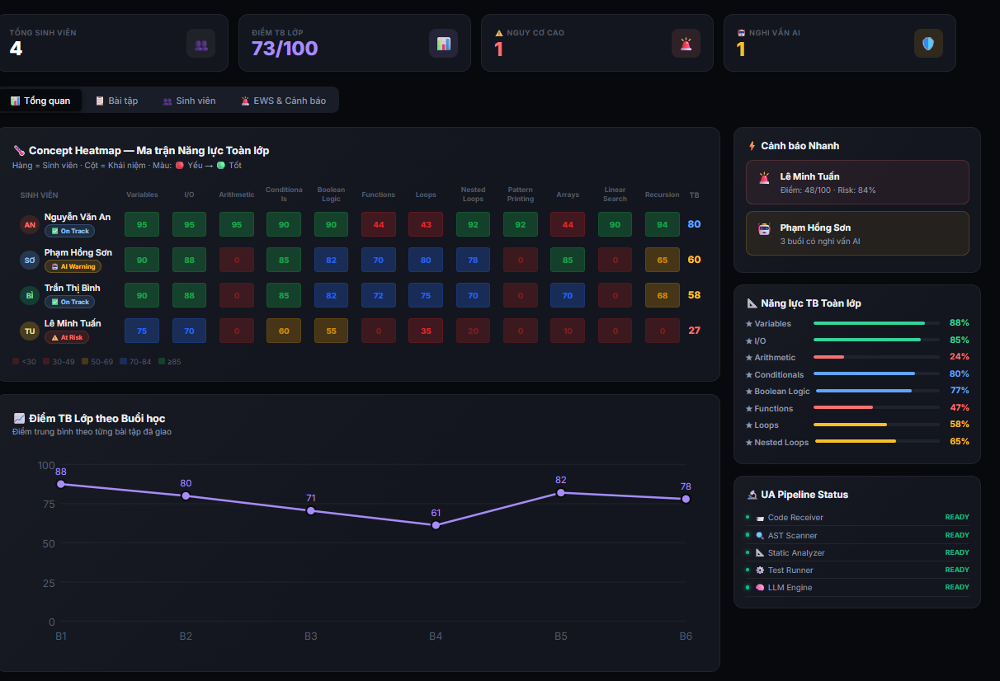 TỔNG SINH VIÊN
4
ĐIỂM TB LỚP
73/100
NGUY CƠ CAO
1
NGHI VẤN AI
1
Tổng quan
Bài tập
Sinh viên
EWS & Cảnh báo
Concept Heatmap — Ma trận Năng lực Toàn lớp
Hàng = Sinh viên · Cột = Khái niệm · Màu: Yếu → Tốt
SINH VIÊN Variables I/O Arithmetic Conditiona ls Boolean Logic Functions Loops Nested Loops Pattern Printing Arrays Linear Search Recursion TB
AN Nguyễn Văn An 95 95 95 90 90 44 43 92 92 44 90 94 80
On Track
SƠ Phạm Hồng Sơn 90 88 0 85 82 70 80 78 0 85 0 65 60
AI Warning
BÌ Trần Thị Bình 90 88 0 85 82 72 75 70 0 70 0 68 58
On Track
TU Lê Minh Tuấn 75 70 0 60 55 0 35 20 0 10 0 0 27
At Risk
<30 30-49 50-69 70-84 ≥85
Điểm TB Lớp theo Buổi học
Điểm trung bình theo từng bài tập đã giao
100
75
50
25
0
88 80 71 61 82 78
B1 B2 B3 B4 B5 B6
Cảnh báo Nhanh
Lê Minh Tuấn
Điểm: 48/100 · Risk: 84%
Phạm Hồng Sơn
3 buổi có nghi vấn AI
Năng lực TB Toàn lớp
★ Variables 88%
★ I/O 85%
★ Arithmetic 24%
★ Conditionals 80%
★ Boolean Logic 77%
★ Functions 47%
★ Loops 58%
★ Nested Loops 65%
UA Pipeline Status
Code Receiver READY
AST Scanner READY
Static Analyzer READY
Test Runner READY
LLM Engine READY